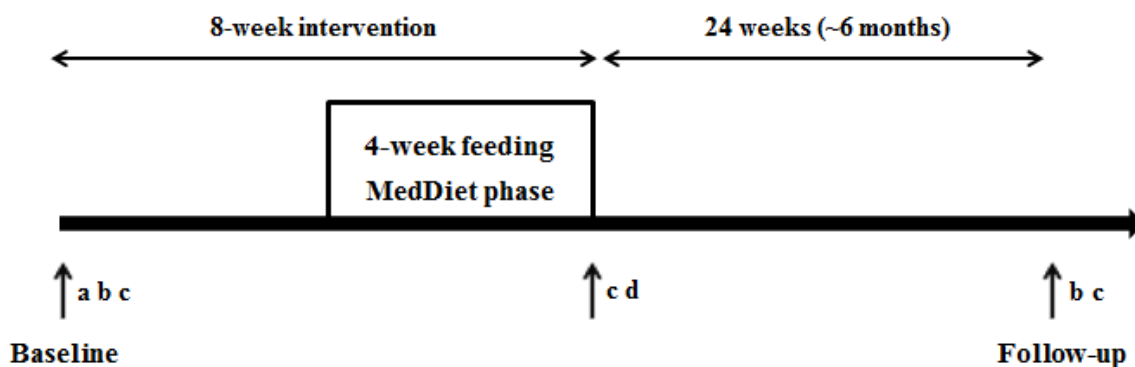 8-week intervention
24 weeks (~6 months)
4-week feeding
MedDiet phase
a b c
c d
b c
Baseline
Follow-up